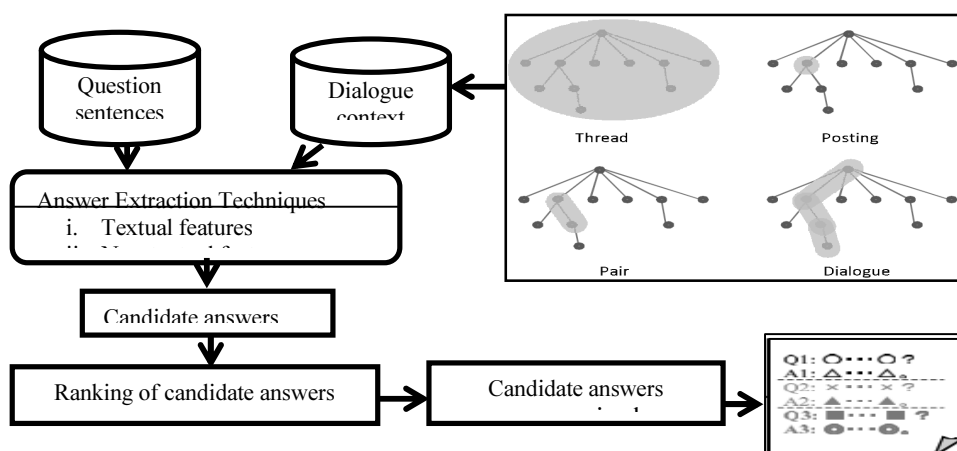 Question
sentences
Dialogue
context
Thread
Posting
Pair
Dialogue
Answer Extraction Techniques
i. Textual features
Candidate answers
Ranking of candidate answers
Candidate answers
Q1: ?
A1:
Q2: × × ?
A2:
Q3: ?
A3: